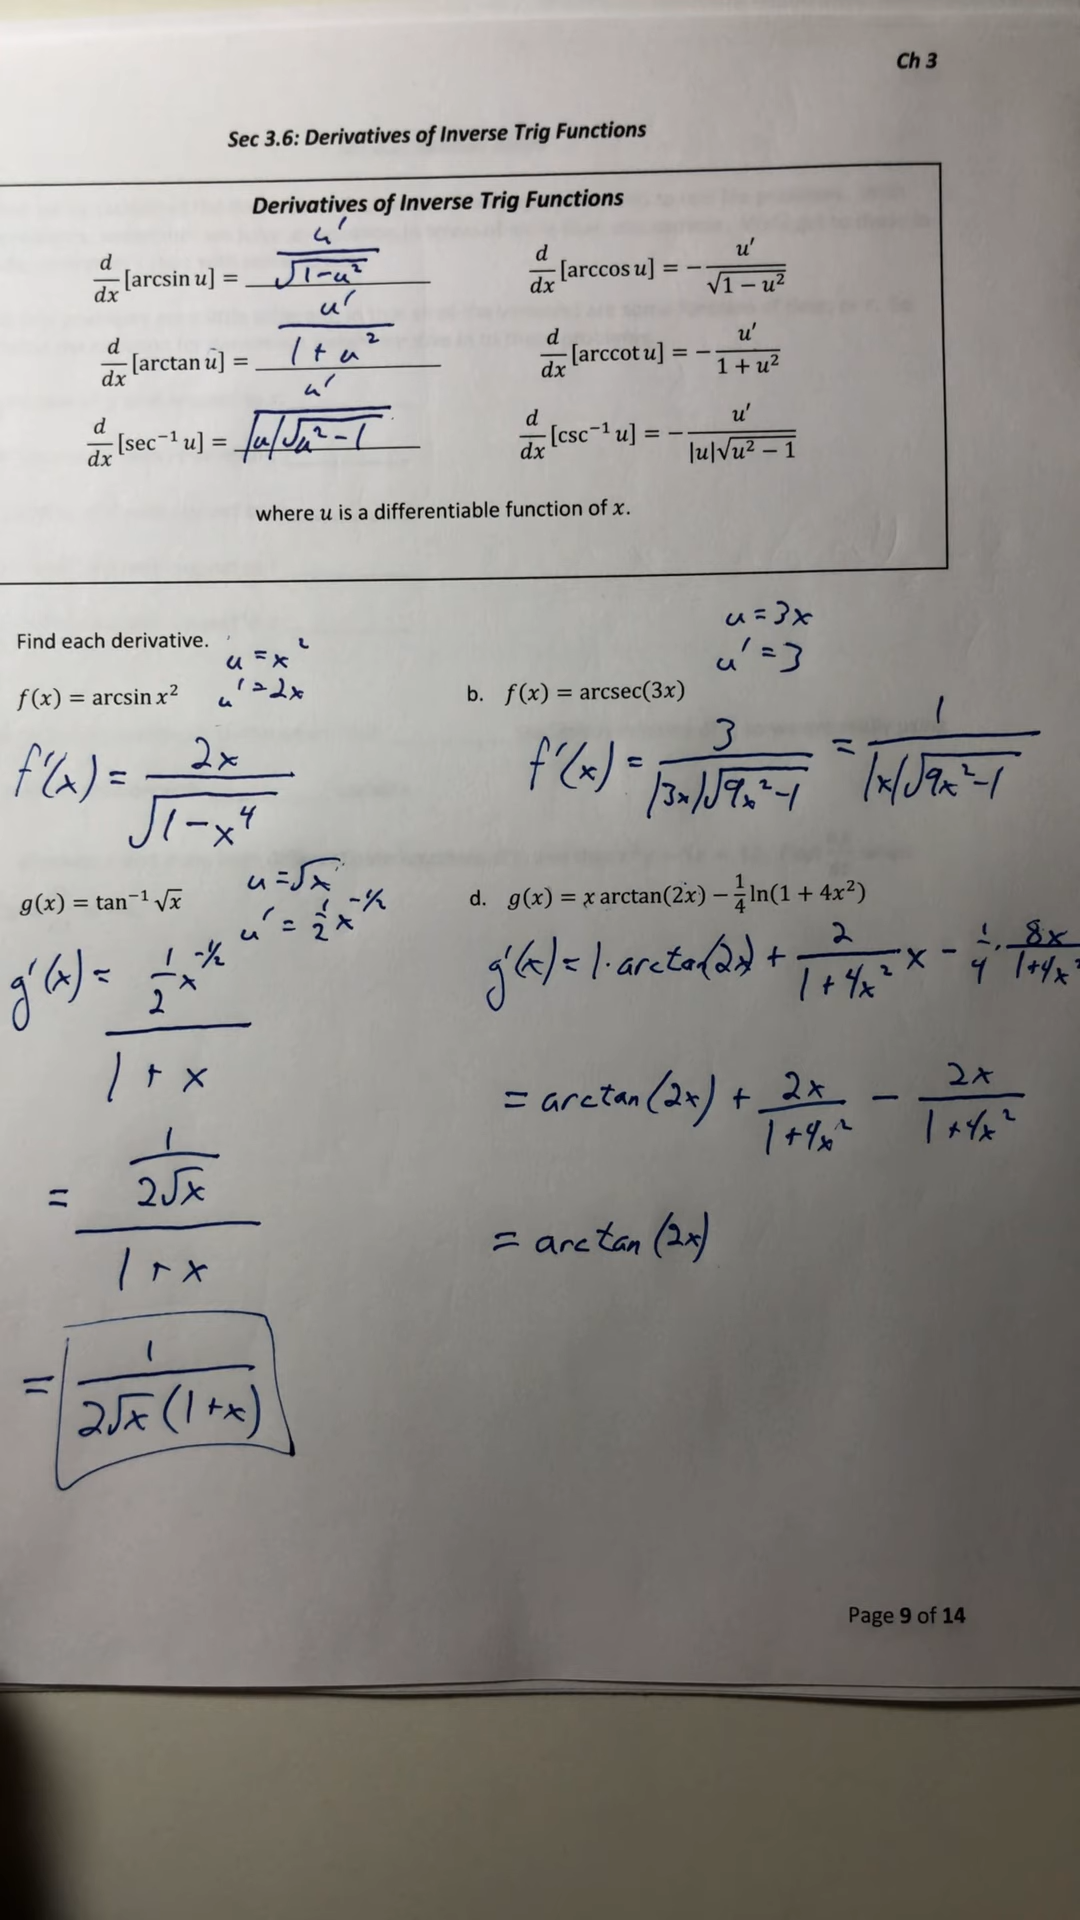 Ch 3
Sec 3.6: Derivatives of Inverse Trig Functions
Derivatives of Inverse Trig Functions
d/dx [arcsin u] = u'/√(1-u²)
d/dx [arccos u] = − u'/√(1 − u²)
d/dx [arctan u] = u'/(1+u²)
d/dx [arccot u] = − u'/(1 + u²)
d/dx [sec⁻¹ u] = u'/(|u|√(u²-1))
d/dx [csc⁻¹ u] = − u'/(|u|√(u² − 1))
where u is a differentiable function of x.
Find each derivative.
u = x²
u' = 2x
f(x) = arcsin x²
f'(x) = 2x/√(1-x⁴)
u = 3x
u' = 3
b. f(x) = arcsec(3x)
f'(x) = 3/(|3x|√(9x²-1)) = 1/(|x|√(9x²-1))
u = √x
u' = ½x^(-½)
g(x) = tan⁻¹ √x
g'(x) = ½x^(-½)/(1+x)
= (1/(2√x))/(1+x)
= 1/(2√x(1+x))
d. g(x) = x arctan(2x) − ¼ ln(1 + 4x²)
g'(x) = 1·arctan(2x) + 2/(1+4x²) x − ¼·8x/(1+4x²
= arctan(2x) + 2x/(1+4x²) − 2x/(1+4x²)
= arctan(2x)
Page 9 of 14